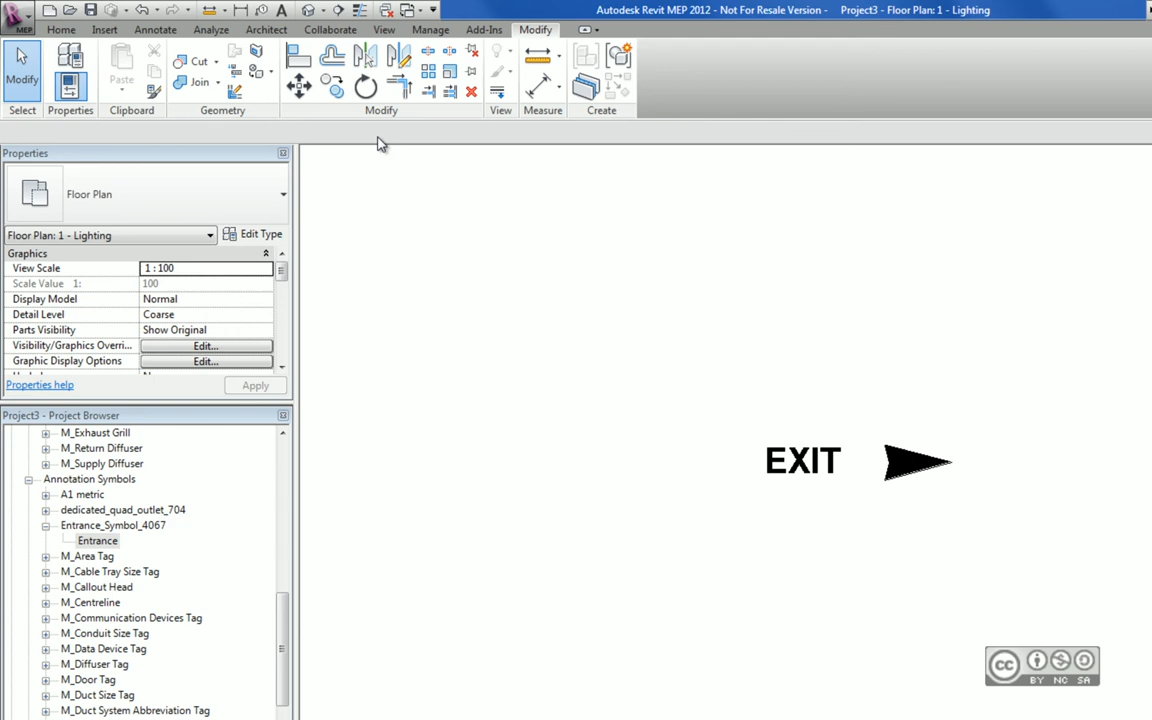 Autodesk Revit MEP 2012 - Not For Resale Version - Project3 - Floor Plan: 1 - Lighting
MEP
Home Insert Annotate Analyze Architect Collaborate View Manage Add-Ins Modify
Modify
Paste
Cut
Join
Select Properties Clipboard Geometry Modify View Measure Create
Properties
Floor Plan
Floor Plan: 1 - Lighting Edit Type
Graphics
View Scale 1 : 100
Scale Value 1: 100
Display Model Normal
Detail Level Coarse
Parts Visibility Show Original
Visibility/Graphics Overri... Edit...
Graphic Display Options Edit...
Properties help Apply
Project3 - Project Browser
M_Exhaust Grill
M_Return Diffuser
M_Supply Diffuser
Annotation Symbols
A1 metric
dedicated_quad_outlet_704
Entrance_Symbol_4067
Entrance
M_Area Tag
M_Cable Tray Size Tag
M_Callout Head
M_Centreline
M_Communication Devices Tag
M_Conduit Size Tag
M_Data Device Tag
M_Diffuser Tag
M_Door Tag
M_Duct Size Tag
M_Duct System Abbreviation Tag
EXIT
cc
BY NC SA